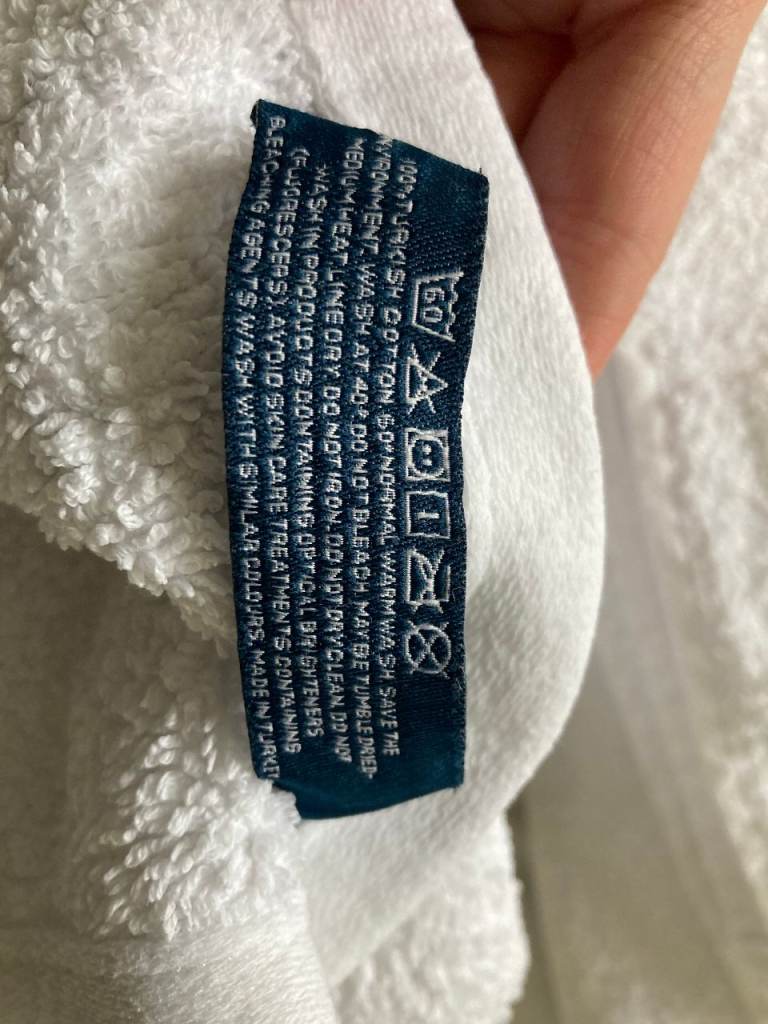 60
100% TURKISH COTTON 60° NORMAL WARM WASH SAVE THE
ENVIRONMENT. WASH AT 40° DO NOT BLEACH MAY BE TUMBLE DRIED
MEDIUM HEAT. LINE DRY DO NOT IRON. DO NOT DRYCLEAN. DO NOT
WASH IN PRODUCTS CONTAINING OPTICAL BRIGHTENERS
(FLUORESCERS) AVOID SKIN CARE TREATMENTS CONTAINING
BLEACHING AGENTS WASH WITH SIMILAR COLOURS. MADE IN TURKEY